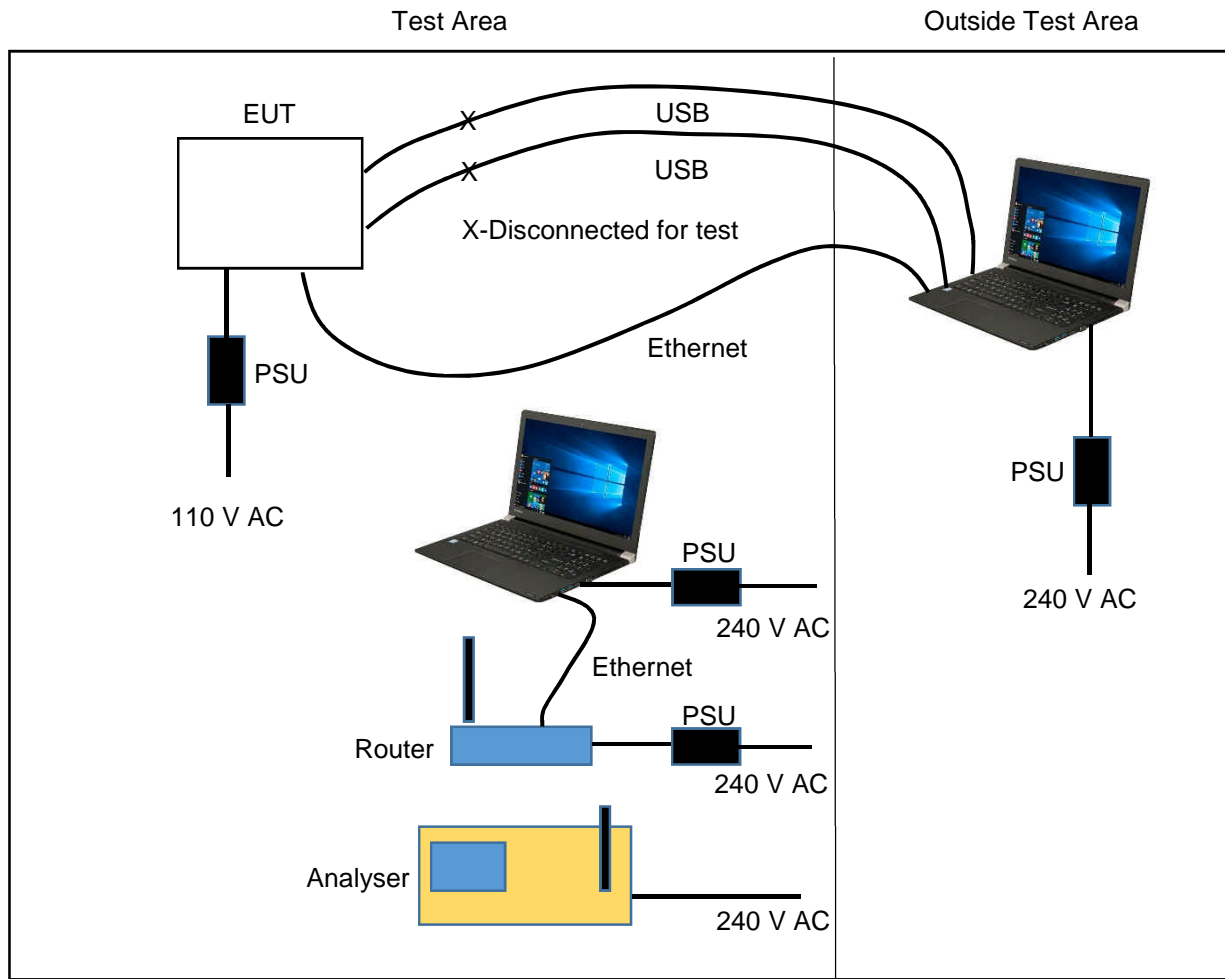 Test Area
Outside Test Area
EUT
USB
USB
X
X
X-Disconnected for test
Ethernet
PSU
110 V AC
PSU
240 V AC
PSU
240 V AC
Ethernet
PSU
Router
240 V AC
Analyser
240 V AC